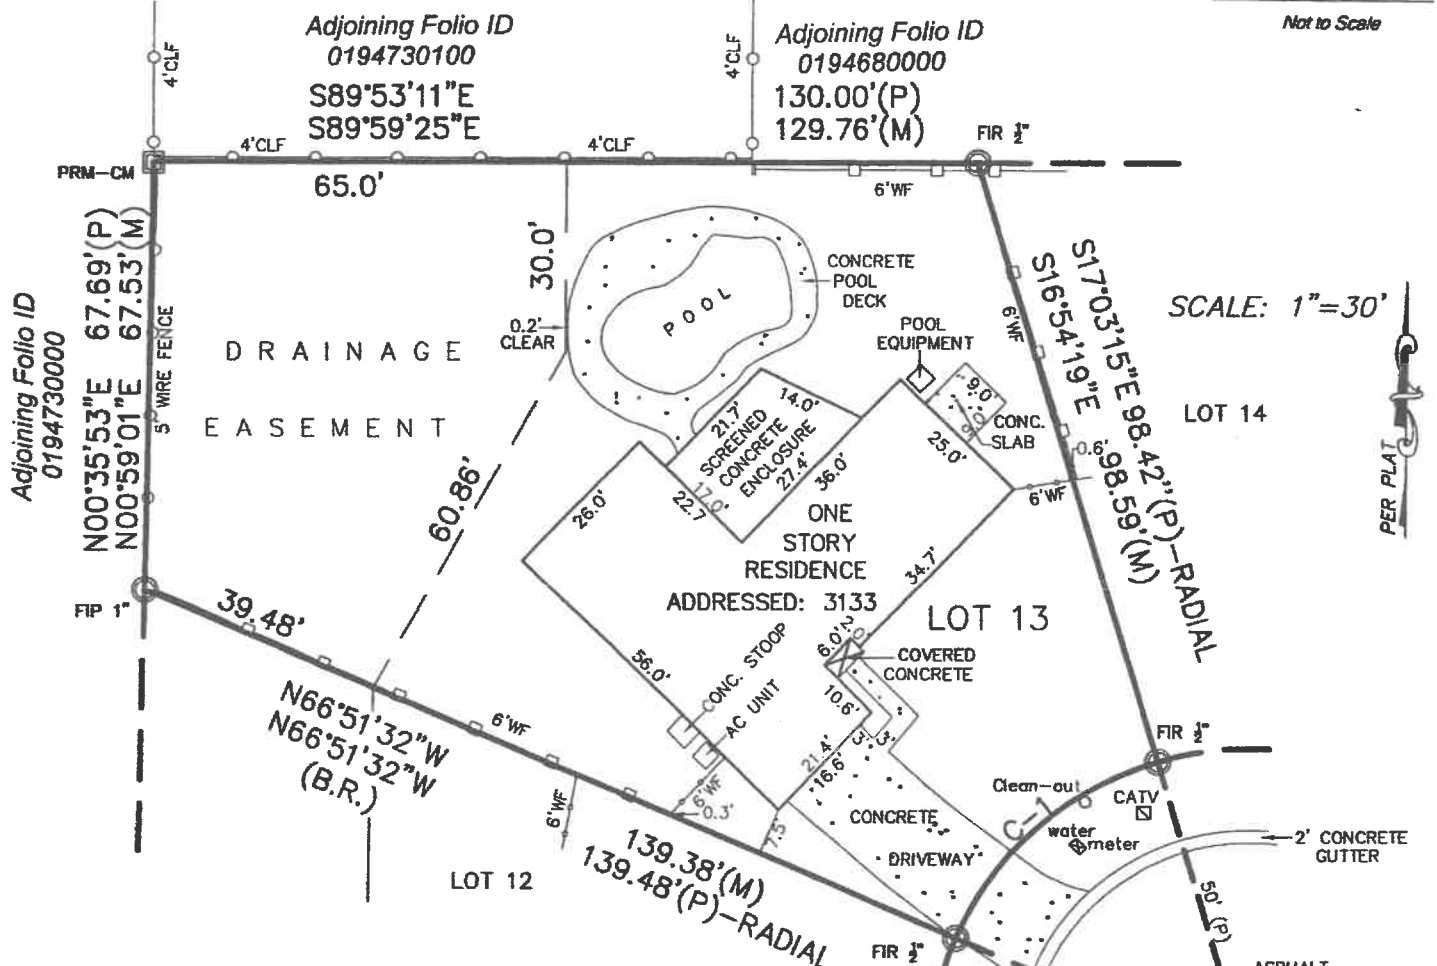 Not to Scale
Adjoining Folio ID
0194730100
S89°53'11"E
S89°59'25"E
4'CLF
4'CLF
Adjoining Folio ID
0194680000
130.00'(P)
129.76'(M)
FIR ½"
4'CLF
4'CLF
PRM-CM
65.0'
6'WF
30.0'
Adjoining Folio ID
0194730000
N00°35'53"E 67.69'(P)
N00°59'01"E 67.53'(M)
5' WIRE FENCE
DRAINAGE
EASEMENT
0.2'
CLEAR
POOL
CONCRETE
POOL
DECK
POOL
EQUIPMENT
6'WF
S17°03'15"E 98.42"(P)-RADIAL
S16°54'19"E 98.59'(M)
SCALE: 1"=30'
LOT 14
PER PLAT
9.0'
9.0'
CONC.
SLAB
25.0'
0.6'
6'WF
14.0'
21.7'
SCREENED
CONCRETE
ENCLOSURE
27.4'
17.0'
22.7
36.0'
26.0'
60.86'
ONE
STORY
RESIDENCE
ADDRESSED: 3133
34.7'
LOT 13
6.0'
COVERED
CONCRETE
10.6'
56.0'
CONC. STOOP
AC UNIT
FIP 1"
39.48'
N66°51'32"W
N66°51'32"W
(B.R.)
6'WF
6'WF
6'WF
0.3'
7.5'
21.4'
16.6'
3'
3'
CONCRETE
DRIVEWAY
FIR ½"
Clean-out
CATV
C-1
water
meter
2' CONCRETE
GUTTER
LOT 12
139.38'(M)
139.48'(P)-RADIAL
50' (P)
FIR ½"
ASPHALT